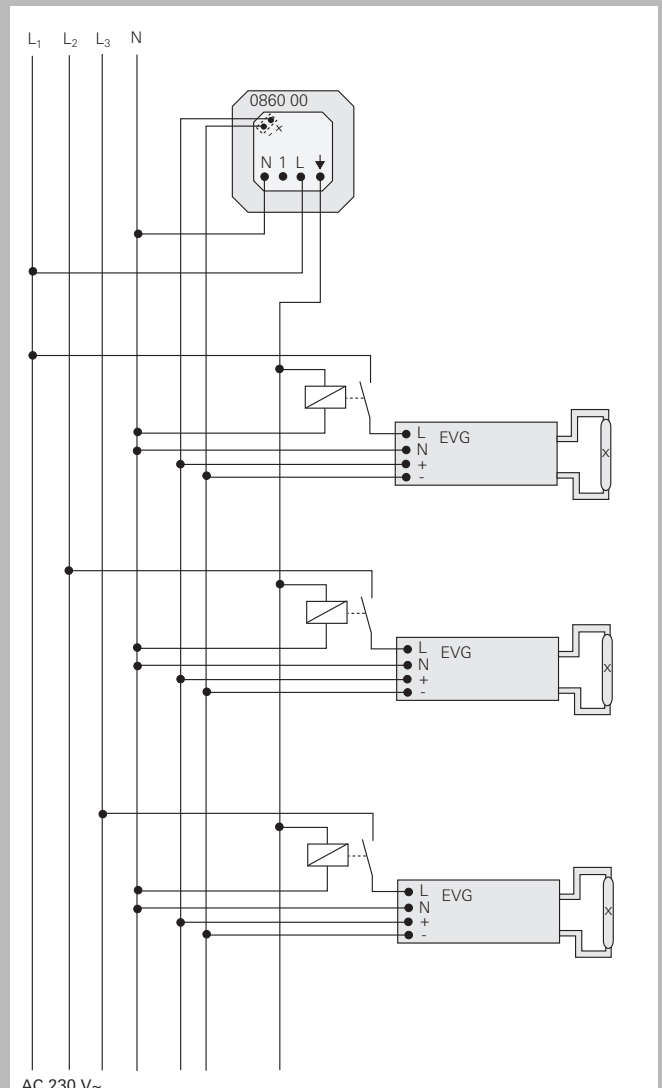 L1 L2 L3 N
0860 00
x
N 1 L
L EVG
N
+
-
x
L EVG
N
+
-
x
L EVG
N
+
-
x
AC 230 V~